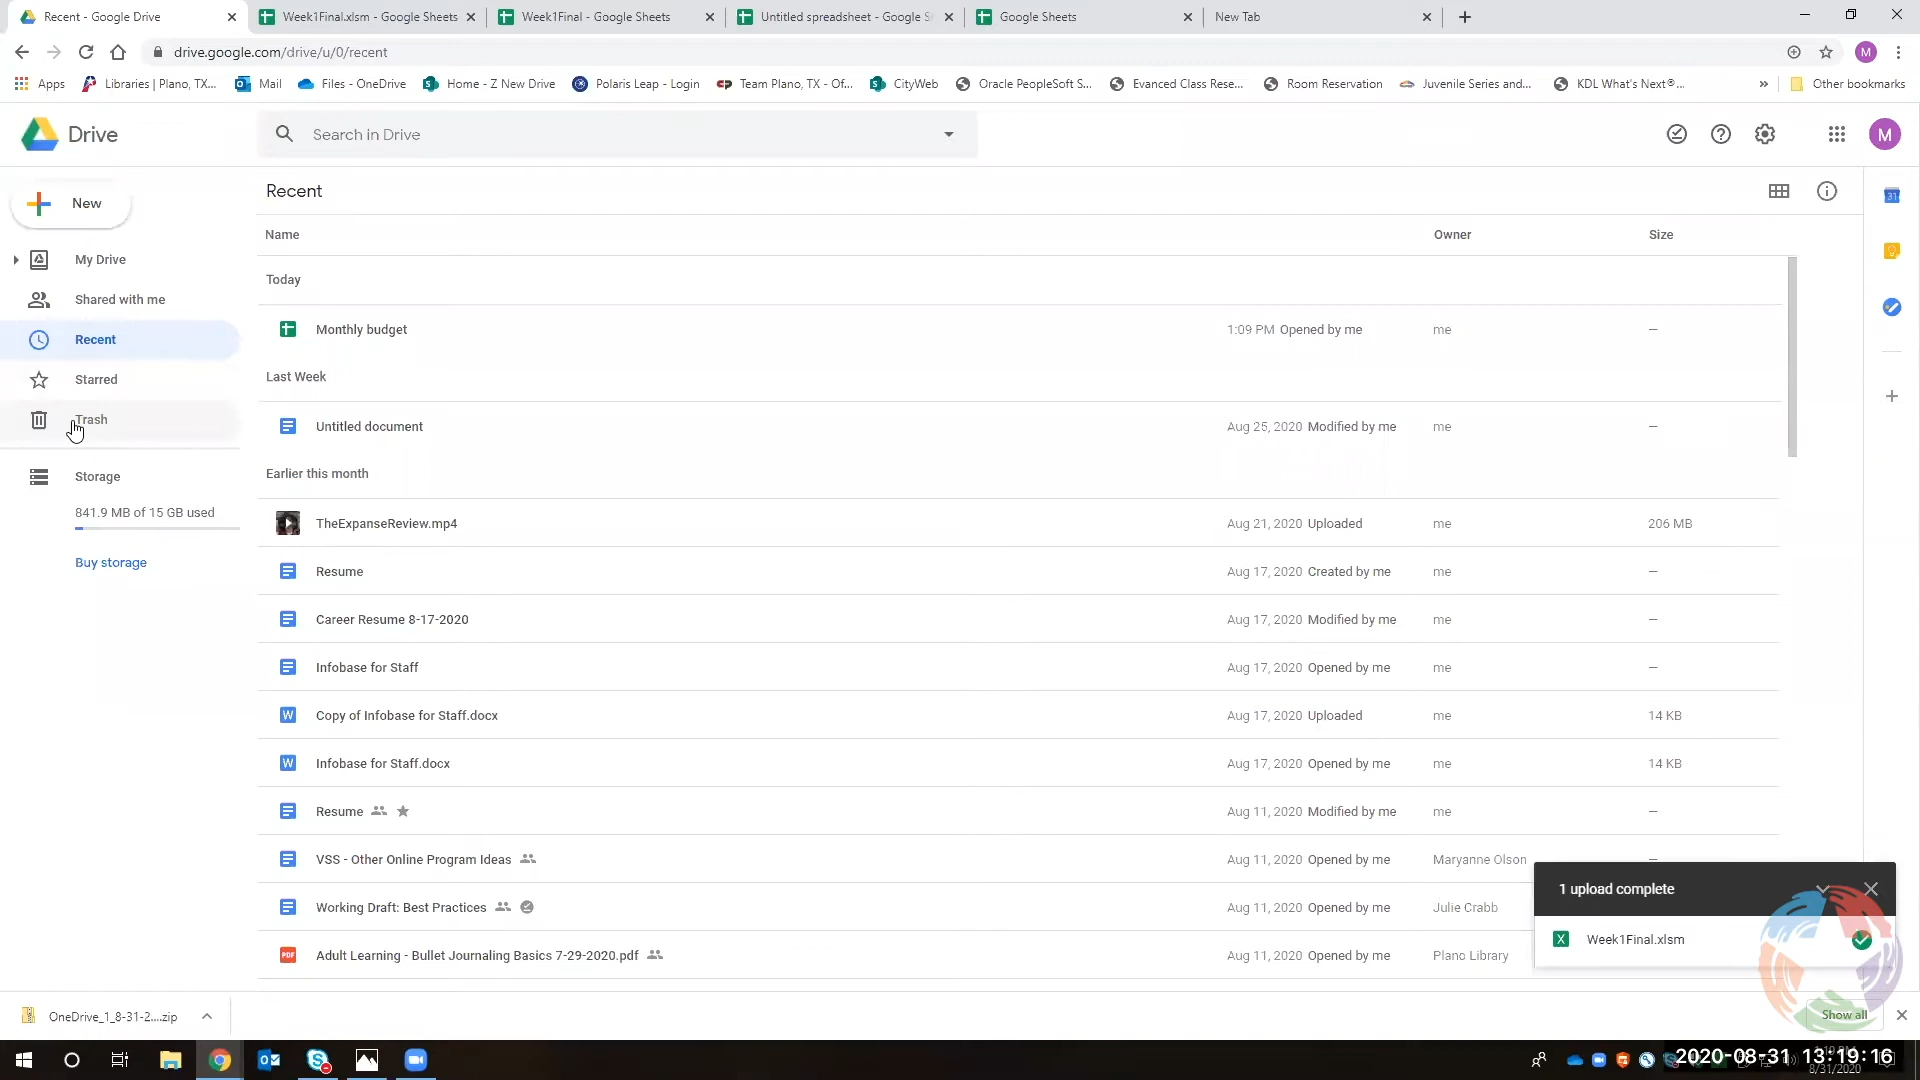 Recent - Google Drive
Week1Final.xlsm - Google Sheets
Week1Final - Google Sheets
Untitled spreadsheet - Google S
Google Sheets
New Tab
drive.google.com/drive/u/0/recent
M
Apps
Libraries | Plano, TX...
Mail
Files - OneDrive
Home - Z New Drive
Polaris Leap - Login
Team Plano, TX - Of...
CityWeb
Oracle PeopleSoft S...
Evanced Class Rese...
Room Reservation
Juvenile Series and...
KDL What's Next®...
»
Other bookmarks
Drive
Search in Drive
M
New
Recent
31
Name
Owner
Size
My Drive
Today
Shared with me
Monthly budget
1:09 PM Opened by me
me
—
Recent
Last Week
Starred
Trash
Untitled document
Aug 25, 2020 Modified by me
me
—
Storage
Earlier this month
841.9 MB of 15 GB used
TheExpanseReview.mp4
Aug 21, 2020 Uploaded
me
206 MB
Buy storage
Resume
Aug 17, 2020 Created by me
me
—
Career Resume 8-17-2020
Aug 17, 2020 Modified by me
me
—
Infobase for Staff
Aug 17, 2020 Opened by me
me
—
W
Copy of Infobase for Staff.docx
Aug 17, 2020 Uploaded
me
14 KB
W
Infobase for Staff.docx
Aug 17, 2020 Opened by me
me
14 KB
Resume
Aug 11, 2020 Modified by me
me
—
VSS - Other Online Program Ideas
Aug 11, 2020 Opened by me
Maryanne Olson
—
1 upload complete
Working Draft: Best Practices
Aug 11, 2020 Opened by me
Julie Crabb
X
Week1Final.xlsm
PDF
Adult Learning - Bullet Journaling Basics 7-29-2020.pdf
Aug 11, 2020 Opened by me
Plano Library
OneDrive_1_8-31-2....zip
Show all
2020-08-31 13:19:16
8/31/2020